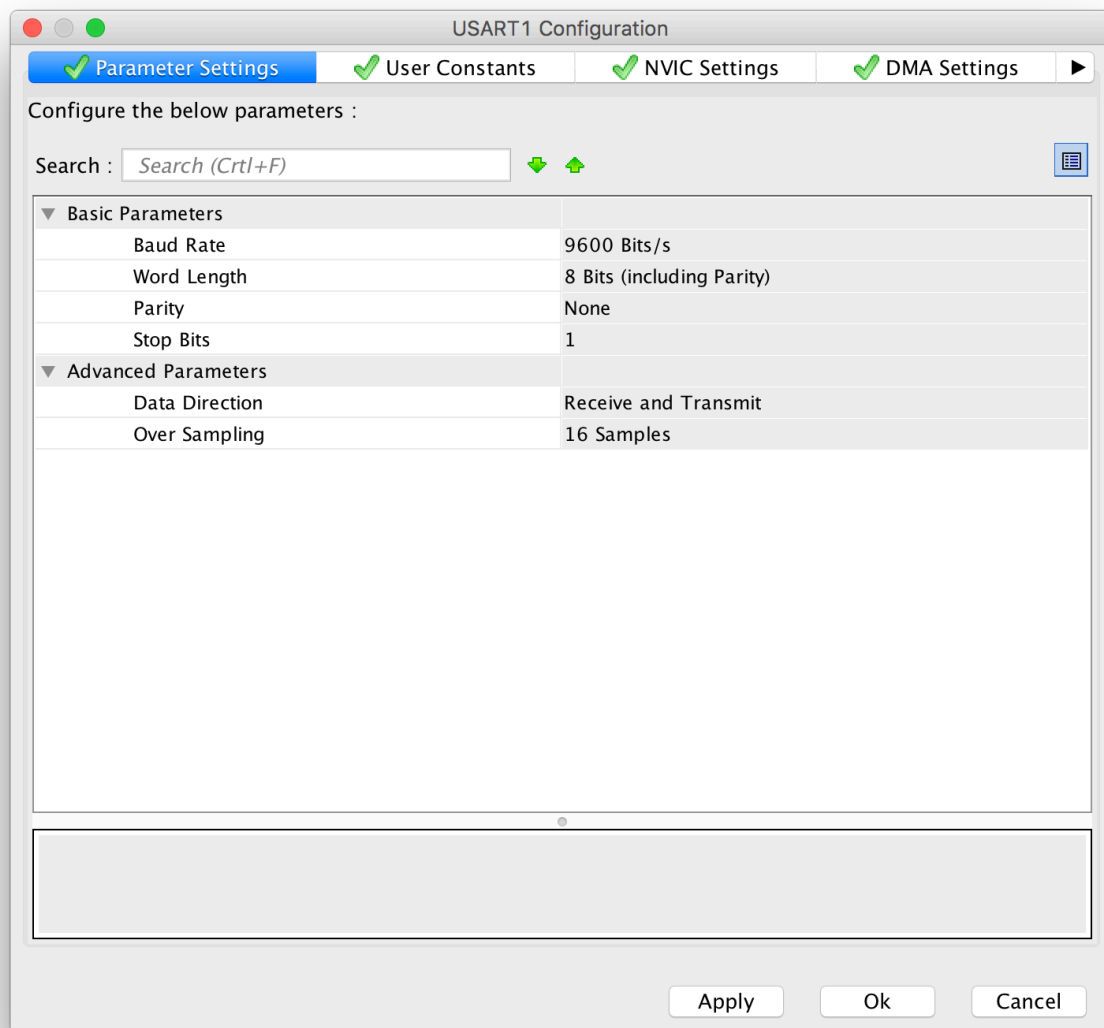 USART1 Configuration
Parameter Settings User Constants NVIC Settings DMA Settings
Configure the below parameters :
Search : Search (Crtl+F)
Basic Parameters
Baud Rate 9600 Bits/s
Word Length 8 Bits (including Parity)
Parity None
Stop Bits 1
Advanced Parameters
Data Direction Receive and Transmit
Over Sampling 16 Samples
Apply Ok Cancel